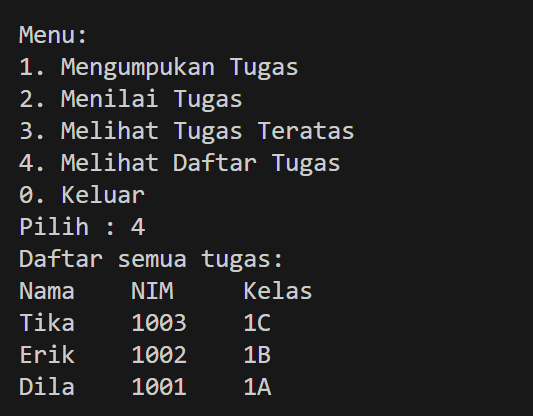 Menu:
1. Mengumpukan Tugas
2. Menilai Tugas
3. Melihat Tugas Teratas
4. Melihat Daftar Tugas
0. Keluar
Pilih : 4
Daftar semua tugas:
Nama    NIM     Kelas
Tika    1003    1C
Erik    1002    1B
Dila    1001    1A